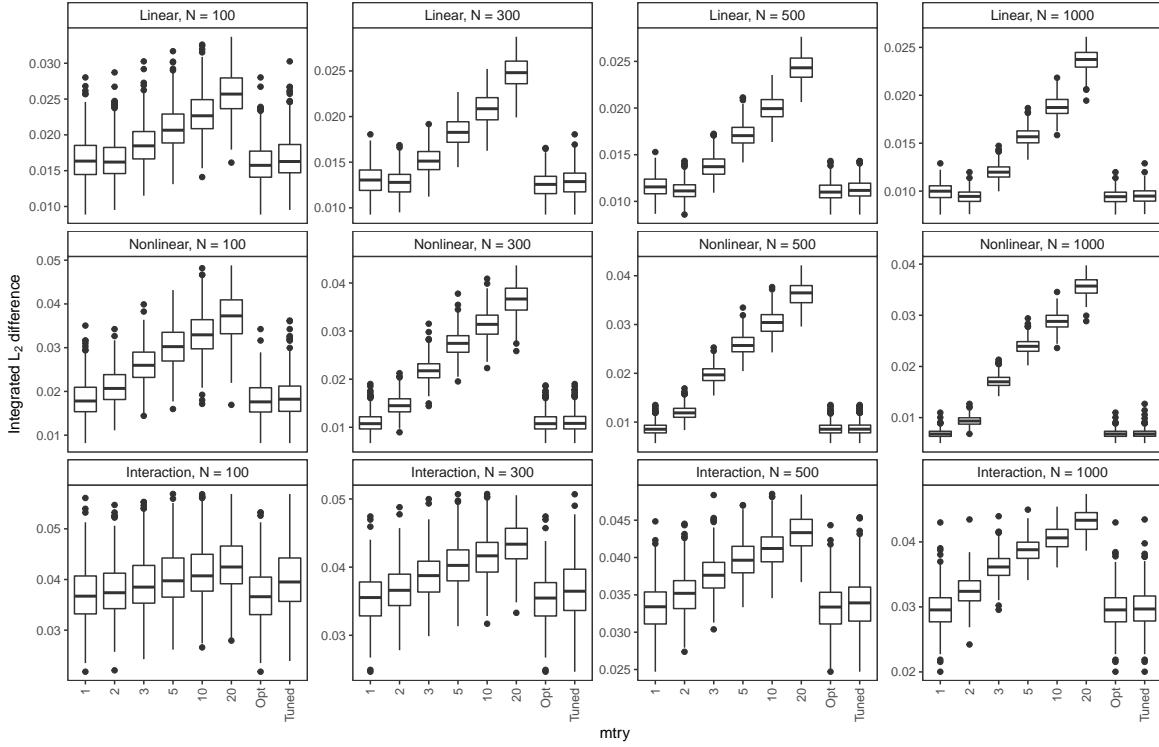 Linear, N = 100
Linear, N = 300
Linear, N = 500
Linear, N = 1000
0.030
0.025
0.020
0.015
0.010
0.025
0.020
0.015
0.010
0.025
0.020
0.015
0.010
0.025
0.020
0.015
0.010
Nonlinear, N = 100
Nonlinear, N = 300
Nonlinear, N = 500
Nonlinear, N = 1000
0.05
0.04
0.03
0.02
0.01
0.04
0.03
0.02
0.01
0.04
0.03
0.02
0.01
0.04
0.03
0.02
0.01
Integrated L₂ difference
Interaction, N = 100
Interaction, N = 300
Interaction, N = 500
Interaction, N = 1000
0.05
0.04
0.03
0.05
0.04
0.03
0.045
0.040
0.035
0.030
0.025
0.04
0.03
0.02
1 2 3 5 10 20 Opt Tuned
1 2 3 5 10 20 Opt Tuned
1 2 3 5 10 20 Opt Tuned
1 2 3 5 10 20 Opt Tuned
mtry